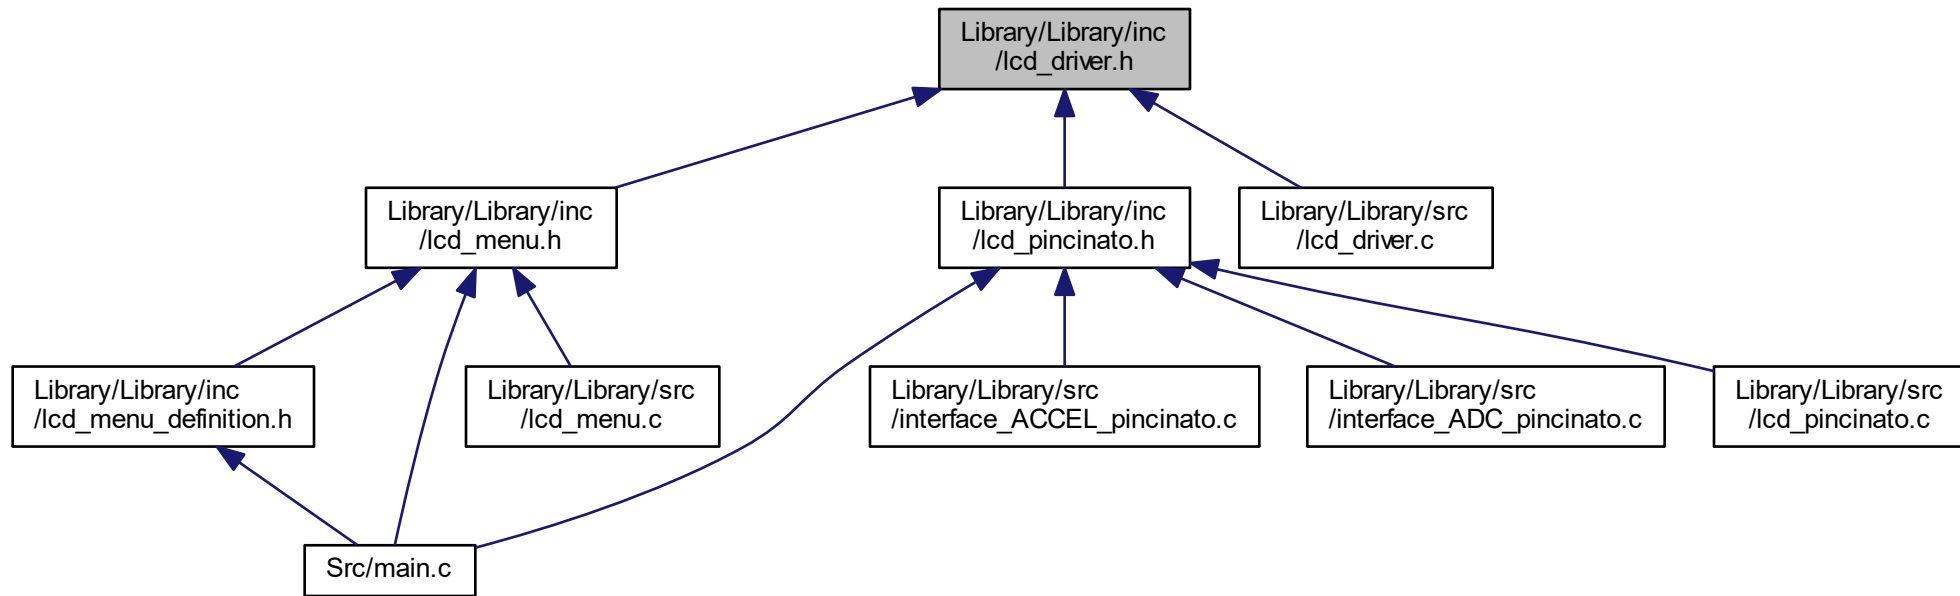 Library/Library/inc
/lcd_driver.h
Library/Library/inc
/lcd_menu.h
Library/Library/inc
/lcd_pincinato.h
Library/Library/src
/lcd_driver.c
Library/Library/inc
/lcd_menu_definition.h
Library/Library/src
/lcd_menu.c
Library/Library/src
/interface_ACCEL_pincinato.c
Library/Library/src
/interface_ADC_pincinato.c
Library/Library/src
/lcd_pincinato.c
Src/main.c